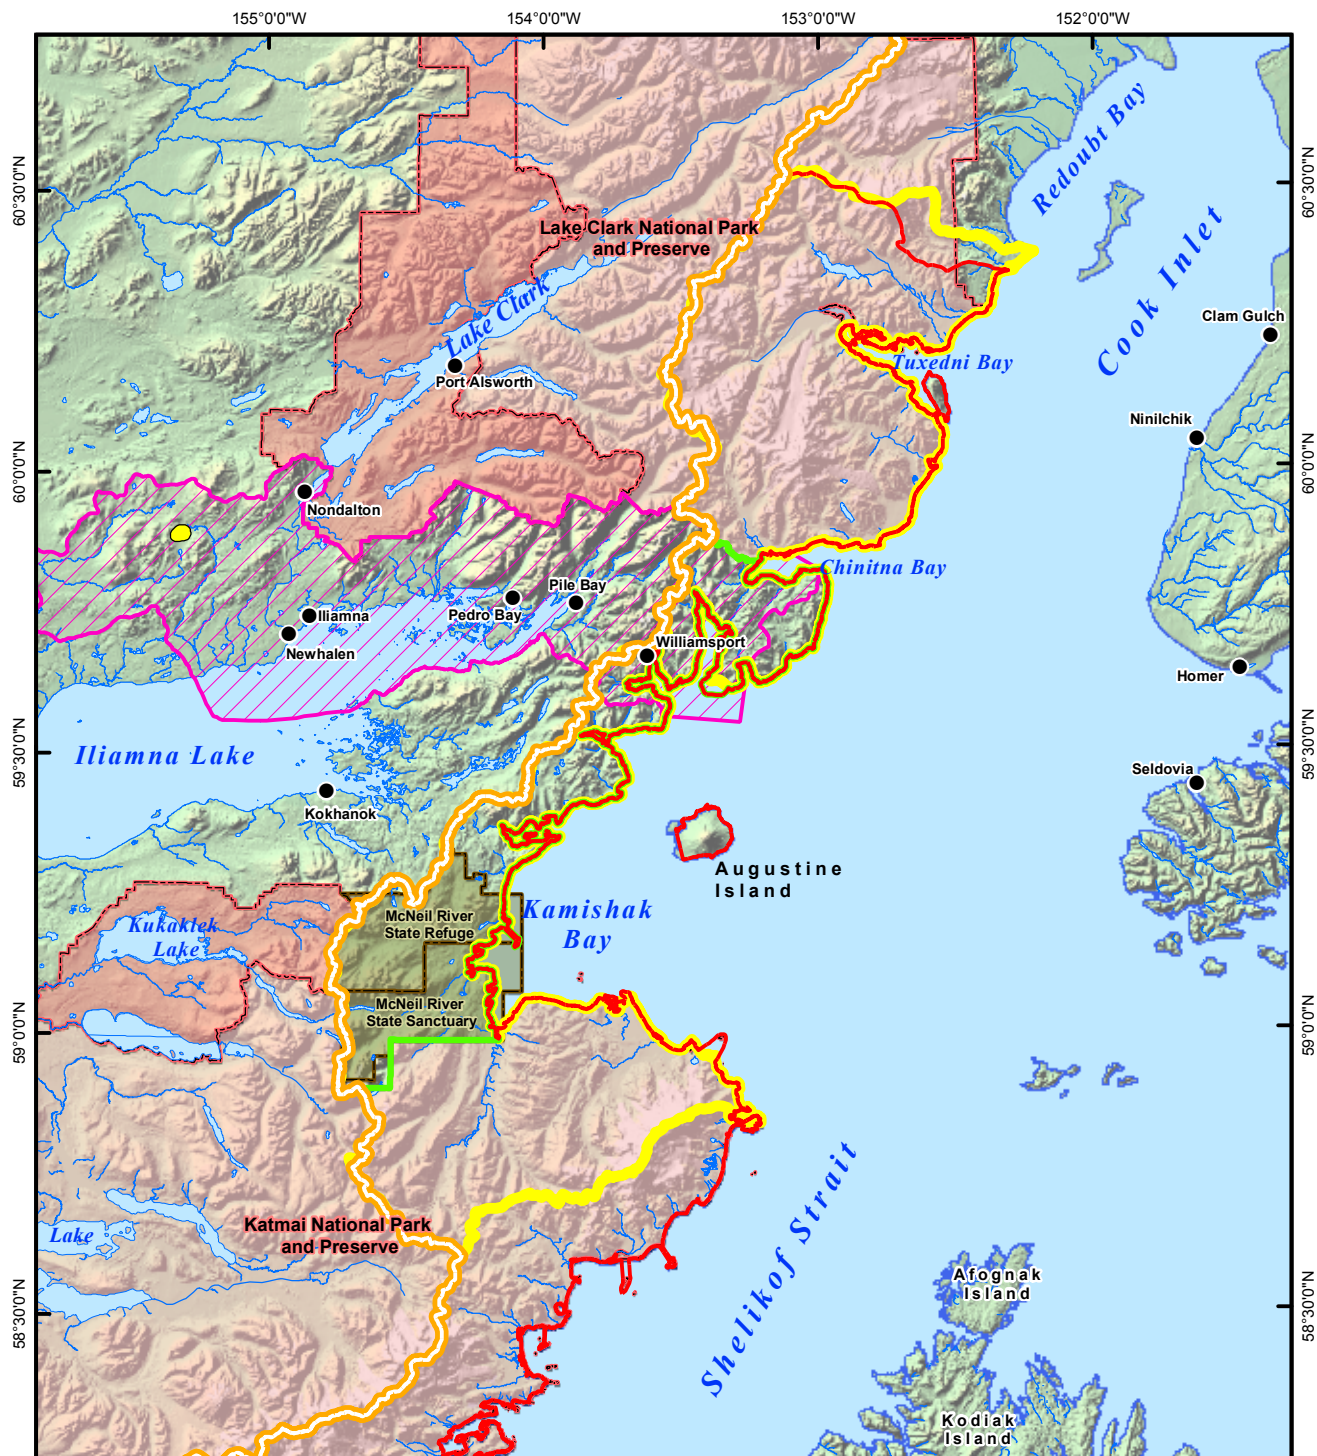 155°0'0"W
154°0'0"W
153°0'0"W
152°0'0"W
60°30'0"N
60°30'0"N
Redoubt Bay
Lake Clark National Park
and Preserve
Cook Inlet
Lake Clark
Clam Gulch
Tuxedni Bay
Port Alsworth
Ninilchik
60°0'0"N
60°0'0"N
Nondalton
Chinitna Bay
Pile Bay
Pedro Bay
Iliamna
Newhalen
Williamsport
Homer
59°30'0"N
59°30'0"N
Iliamna Lake
Seldovia
Kokhanok
Augustine
Island
Kukaklek
Lake
McNeil River
State Refuge
Kamishak
Bay
McNeil River
State Sanctuary
59°0'0"N
59°0'0"N
Shelikof Strait
Katmai National Park
and Preserve
Lake
Afognak
Island
58°30'0"N
58°30'0"N
Kodiak
Island